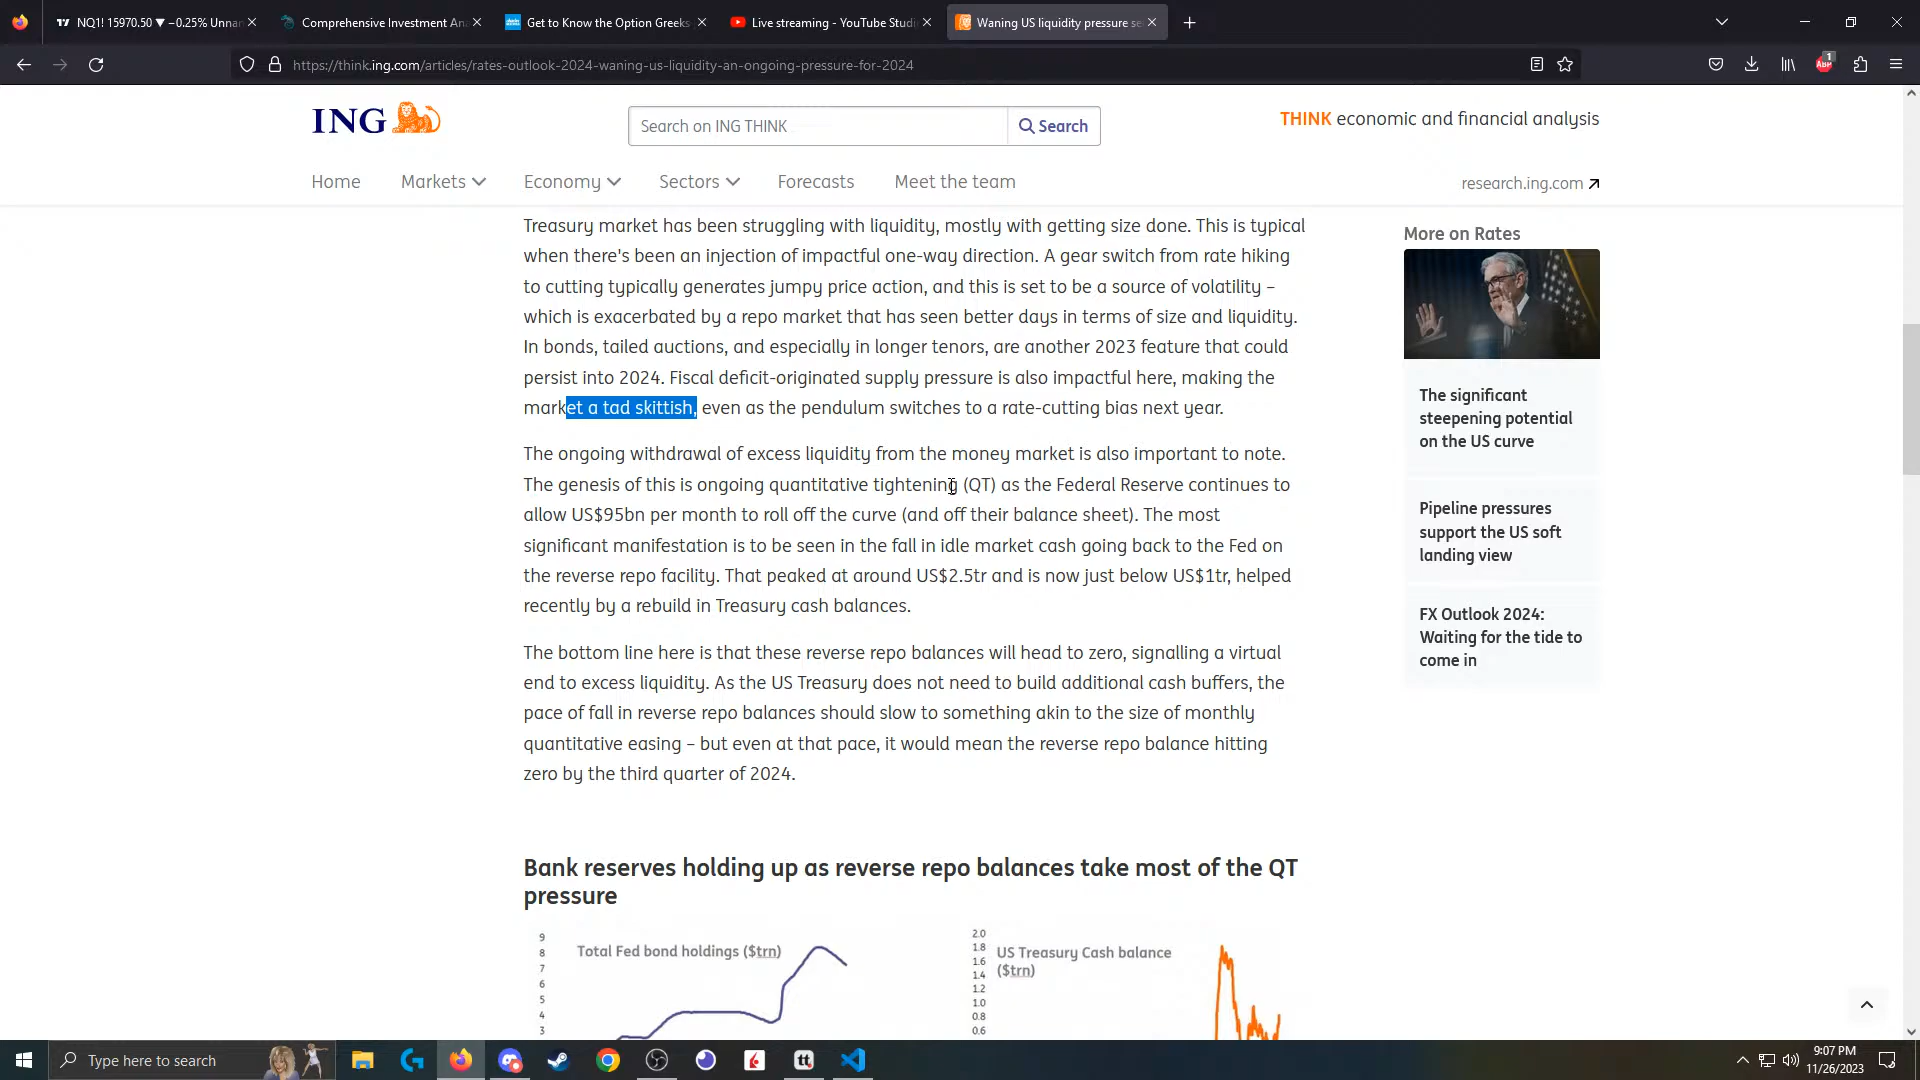 NQ1! 15970.50 ▼ −0.25% Unnan
Comprehensive Investment An
Get to Know the Option Greeks
Live streaming - YouTube Studi
Waning US liquidity pressure se
https://think.ing.com/articles/rates-outlook-2024-waning-us-liquidity-an-ongoing-pressure-for-2024
ABP
1
ING
Search on ING THINK
Search
THINK economic and financial analysis
Home
Markets
Economy
Sectors
Forecasts
Meet the team
research.ing.com
Treasury market has been struggling with liquidity, mostly with getting size done. This is typical
when there's been an injection of impactful one-way direction. A gear switch from rate hiking
to cutting typically generates jumpy price action, and this is set to be a source of volatility –
which is exacerbated by a repo market that has seen better days in terms of size and liquidity.
In bonds, tailed auctions, and especially in longer tenors, are another 2023 feature that could
persist into 2024. Fiscal deficit-originated supply pressure is also impactful here, making the
market a tad skittish, even as the pendulum switches to a rate-cutting bias next year.
The ongoing withdrawal of excess liquidity from the money market is also important to note.
The genesis of this is ongoing quantitative tightening (QT) as the Federal Reserve continues to
allow US$95bn per month to roll off the curve (and off their balance sheet). The most
significant manifestation is to be seen in the fall in idle market cash going back to the Fed on
the reverse repo facility. That peaked at around US$2.5tr and is now just below US$1tr, helped
recently by a rebuild in Treasury cash balances.
The bottom line here is that these reverse repo balances will head to zero, signalling a virtual
end to excess liquidity. As the US Treasury does not need to build additional cash buffers, the
pace of fall in reverse repo balances should slow to something akin to the size of monthly
quantitative easing – but even at that pace, it would mean the reverse repo balance hitting
zero by the third quarter of 2024.
More on Rates
The significant
steepening potential
on the US curve
Pipeline pressures
support the US soft
landing view
FX Outlook 2024:
Waiting for the tide to
come in
Bank reserves holding up as reverse repo balances take most of the QT
pressure
Total Fed bond holdings ($trn)
9
8
7
6
5
4
3
US Treasury Cash balance
($trn)
2.0
1.8
1.6
1.4
1.2
1.0
0.8
0.6
Type here to search
tt
9:07 PM
11/26/2023